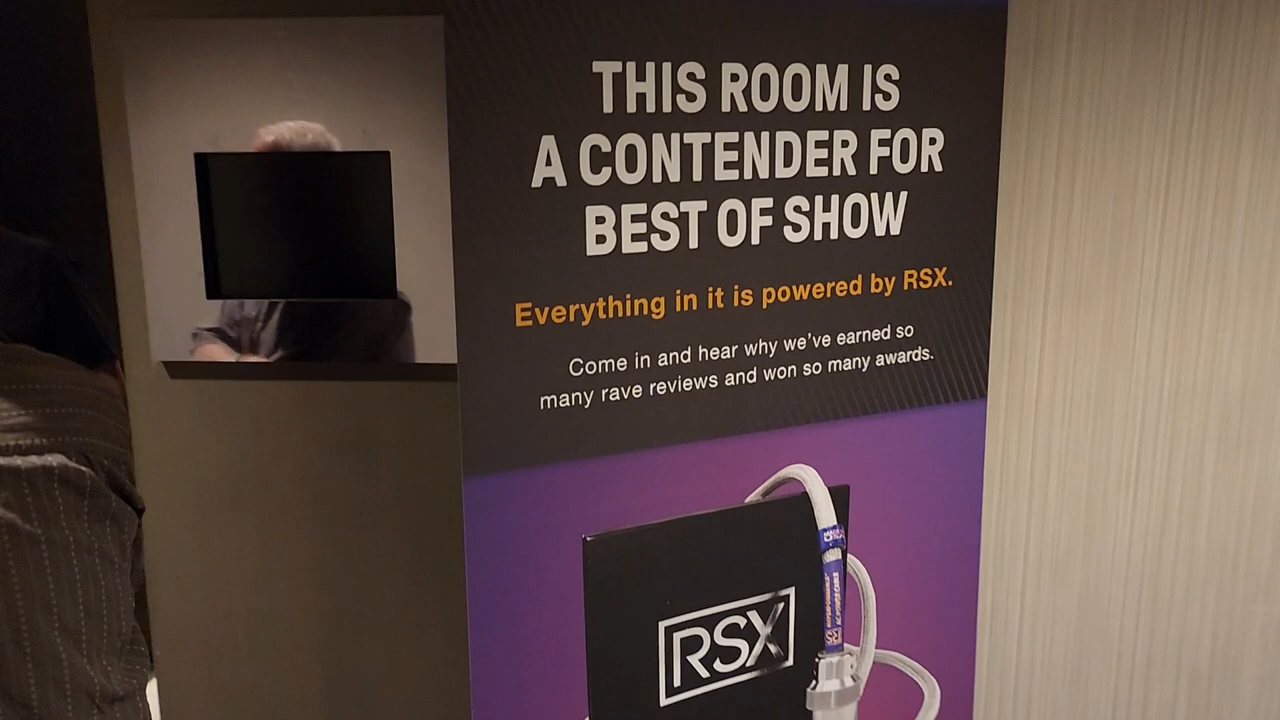 THIS ROOM IS
A CONTENDER FOR
BEST OF SHOW
Everything in it is powered by RSX.
Come in and hear why we've earned so
many rave reviews and won so many awards.
RSX